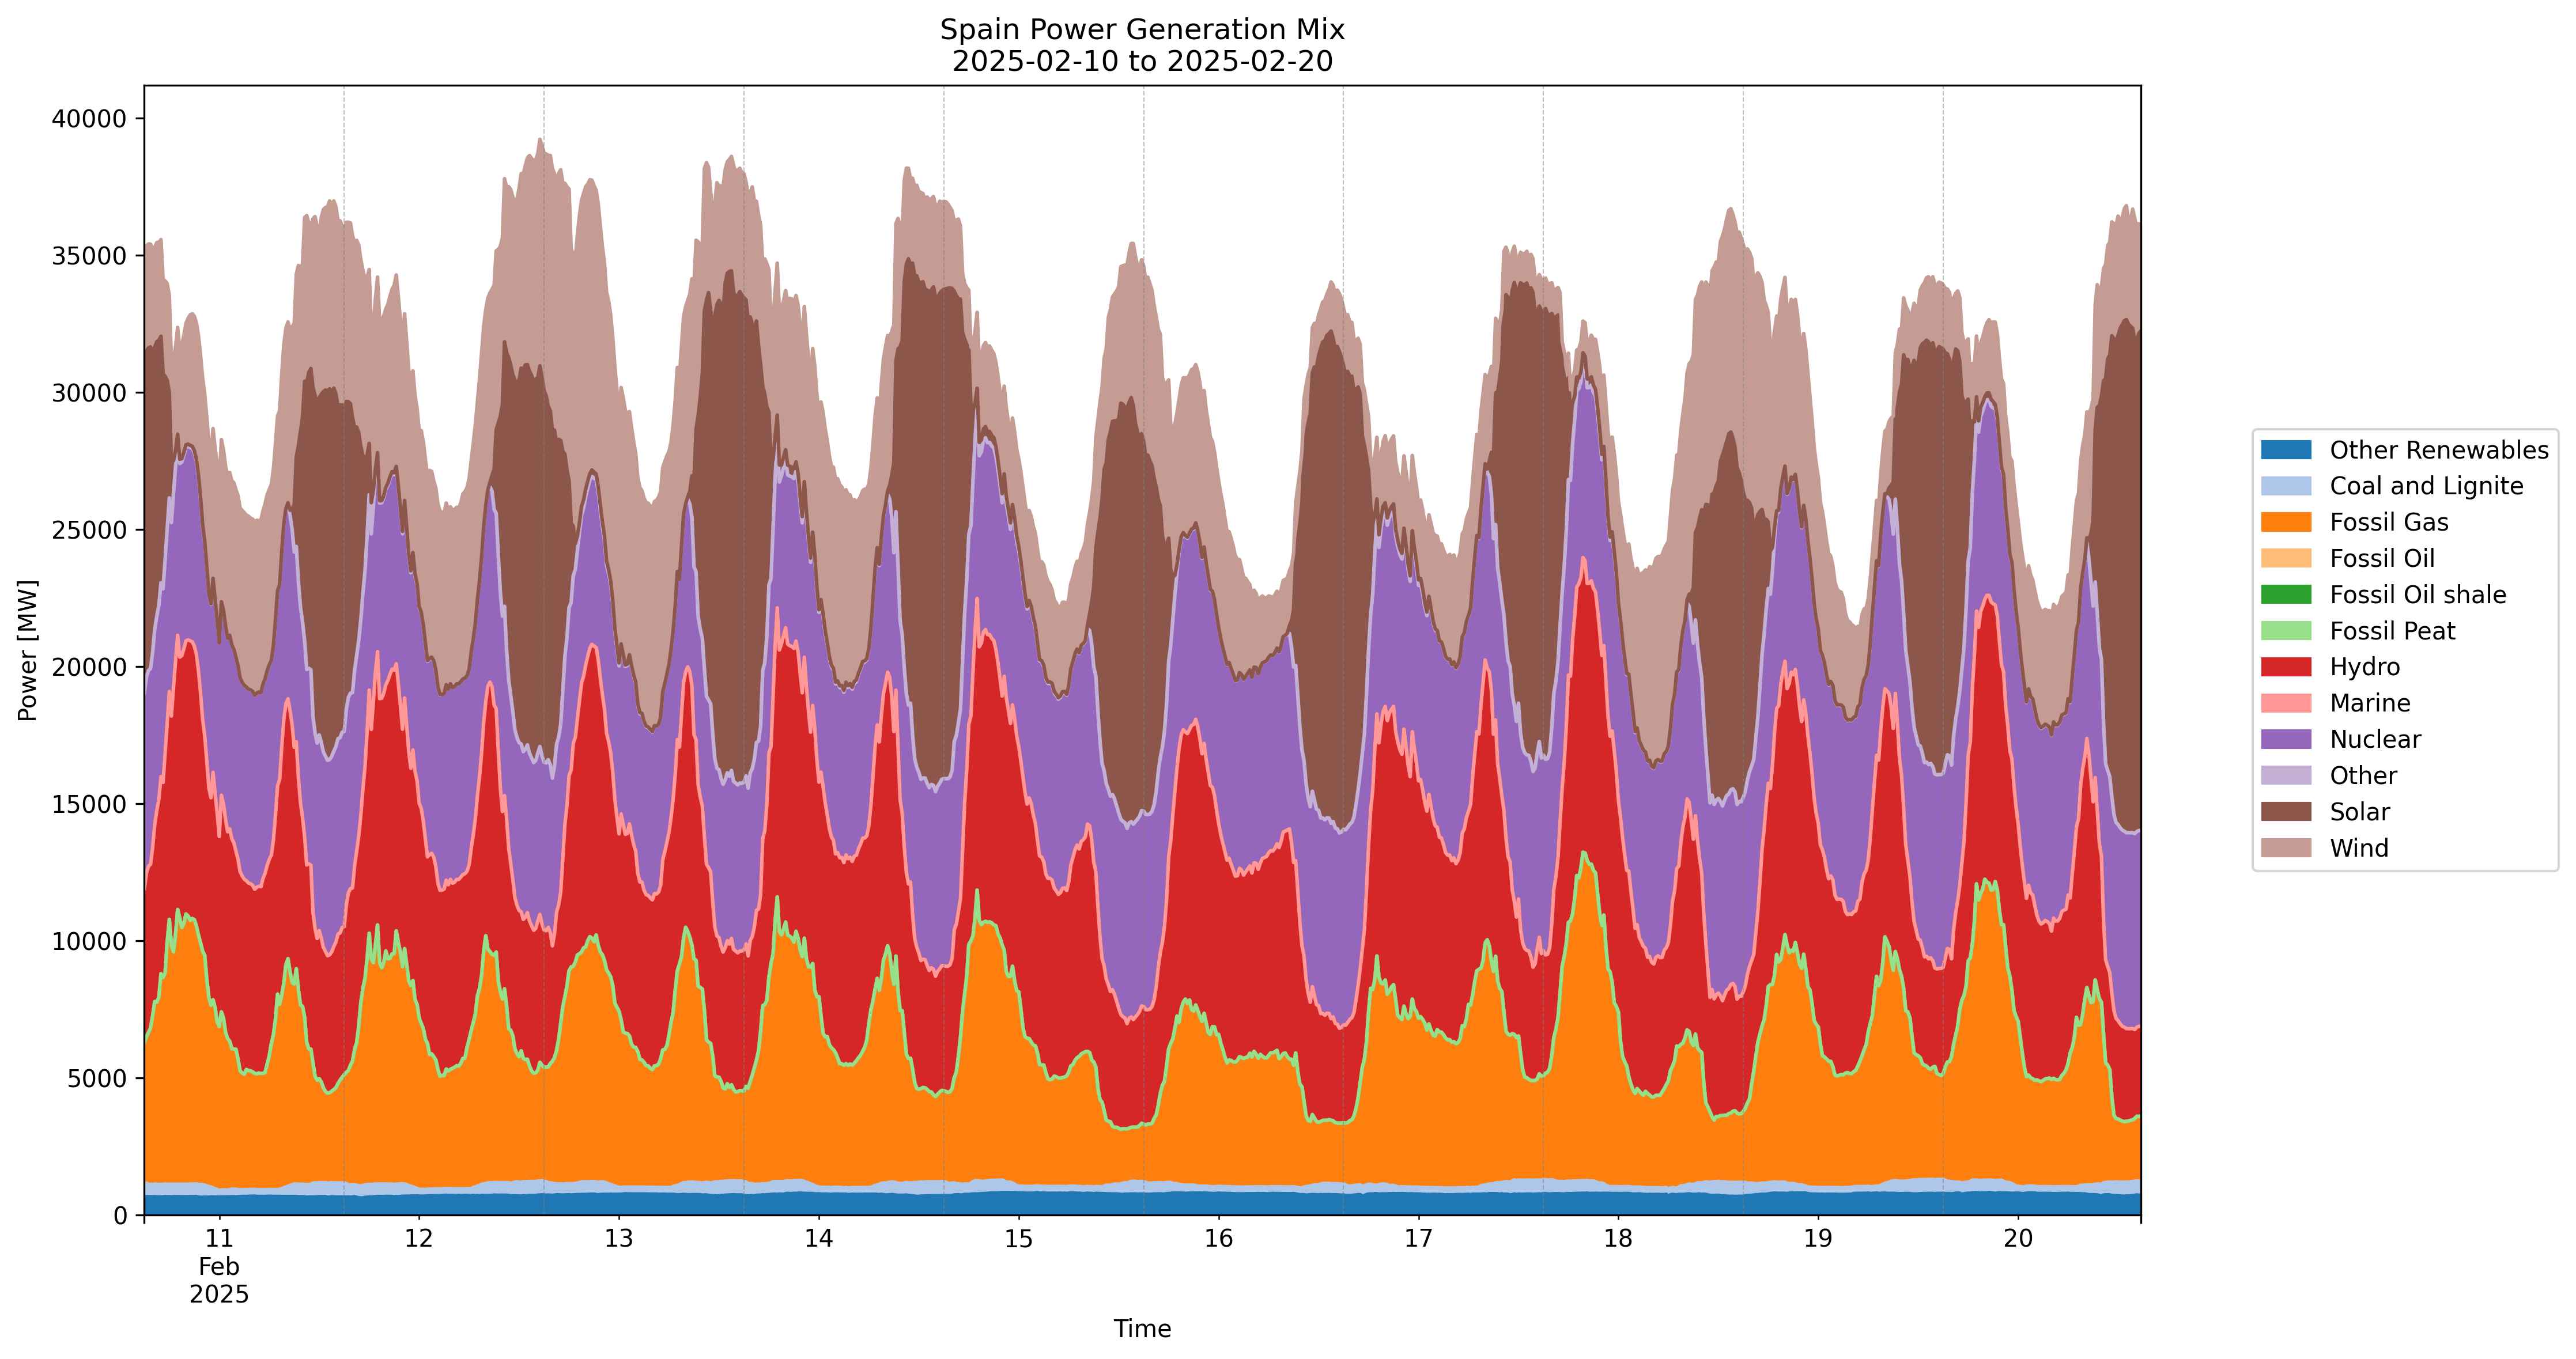 Spain Power Generation Mix
2025-02-10 to 2025-02-20
Power [MW]
40000
35000
30000
25000
20000
15000
10000
5000
0
11 12 13 14 15 16 17 18 19 20
Feb
2025
Time
Other Renewables
Coal and Lignite
Fossil Gas
Fossil Oil
Fossil Oil shale
Fossil Peat
Hydro
Marine
Nuclear
Other
Solar
Wind